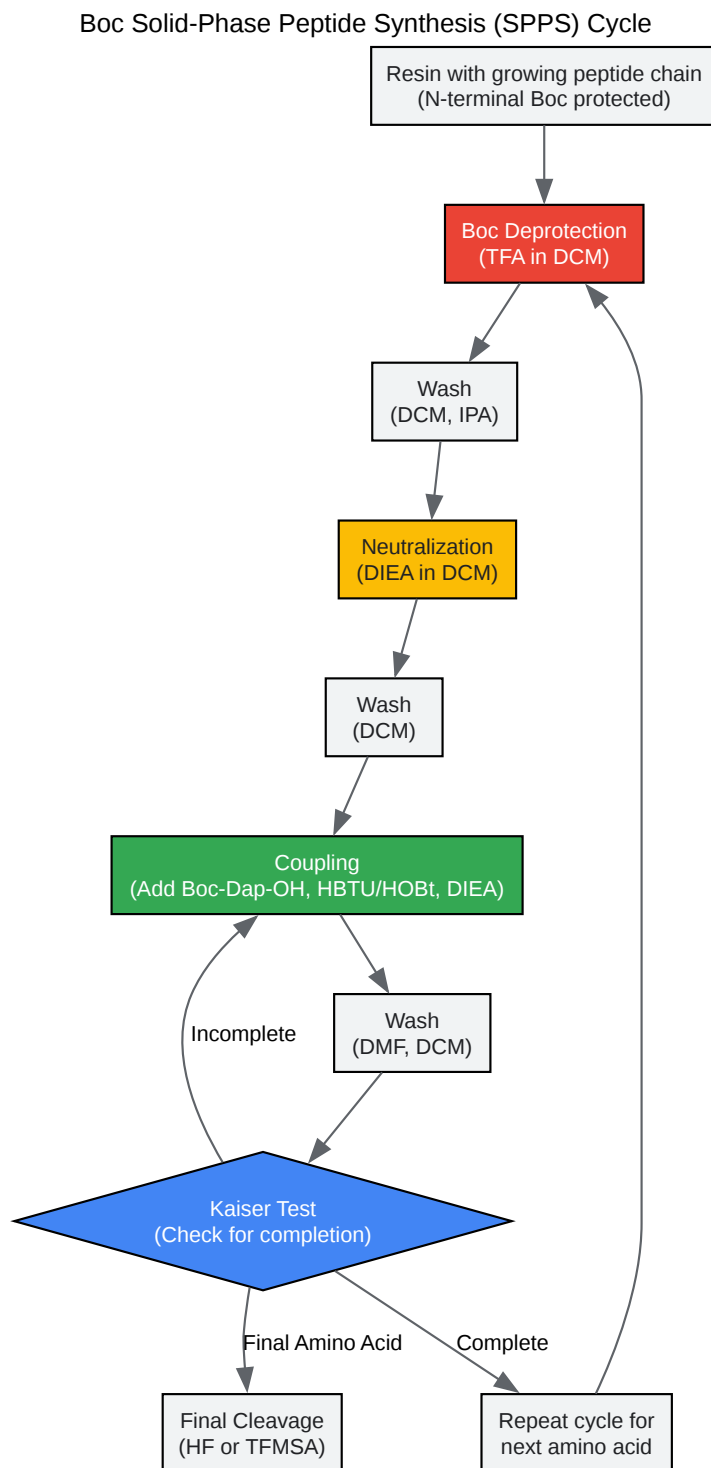 Boc Solid-Phase Peptide Synthesis (SPPS) Cycle
Resin with growing peptide chain
(N-terminal Boc protected)
Boc Deprotection
(TFA in DCM)
Wash
(DCM, IPA)
Neutralization
(DIEA in DCM)
Wash
(DCM)
Coupling
(Add Boc-Dap-OH, HBTU/HOBt, DIEA)
Incomplete
Wash
(DMF, DCM)
Kaiser Test
(Check for completion)
Final Amino Acid
Complete
Final Cleavage
(HF or TFMSA)
Repeat cycle for
next amino acid